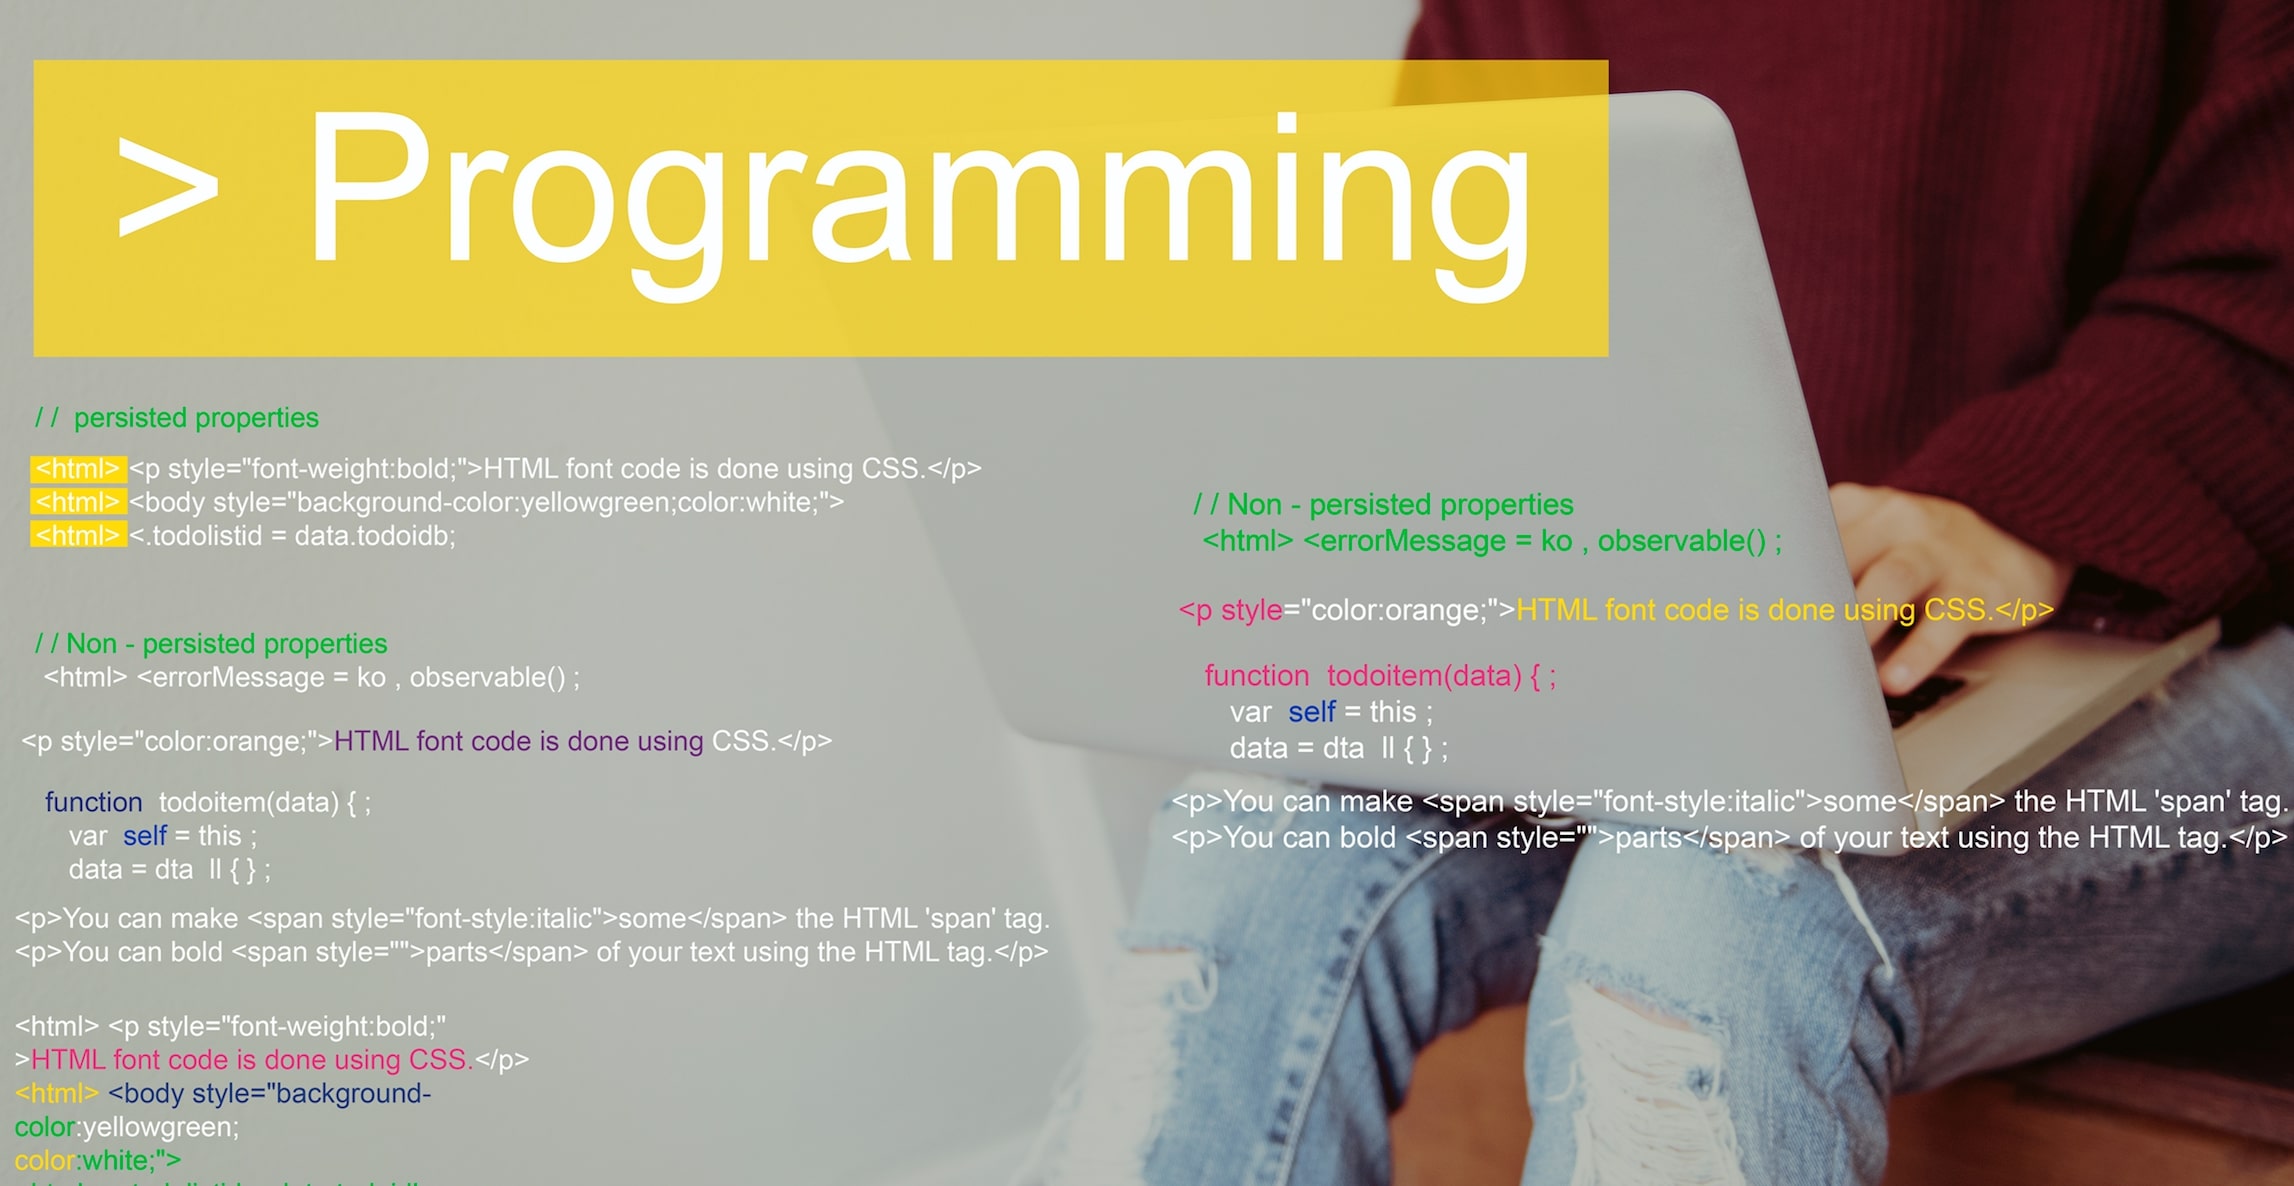 > Programming
// persisted properties
<html> <p style="font-weight:bold;">HTML font code is done using CSS.</p>
<html> <body style="background-color:yellowgreen;color:white;">
<html> <.todolistid = data.todoidb;
// Non - persisted properties
<html> <errorMessage = ko , observable() ;
<p style="color:orange;">HTML font code is done using CSS.</p>
function todoitem(data) { ;
var self = this ;
data = dta ll { } ;
<p>You can make <span style="font-style:italic">some</span> the HTML 'span' tag.
<p>You can bold <span style="">parts</span> of your text using the HTML tag.</p>
<html> <p style="font-weight:bold;"
>HTML font code is done using CSS.</p>
<html> <body style="background-
color:yellowgreen;
color:white;">
// Non - persisted properties
<html> <errorMessage = ko , observable() ;
<p style="color:orange;">HTML font code is done using CSS.</p>
function todoitem(data) { ;
var self = this ;
data = dta ll { } ;
<p>You can make <span style="font-style:italic">some</span> the HTML 'span' tag.
<p>You can bold <span style="">parts</span> of your text using the HTML tag.</p>